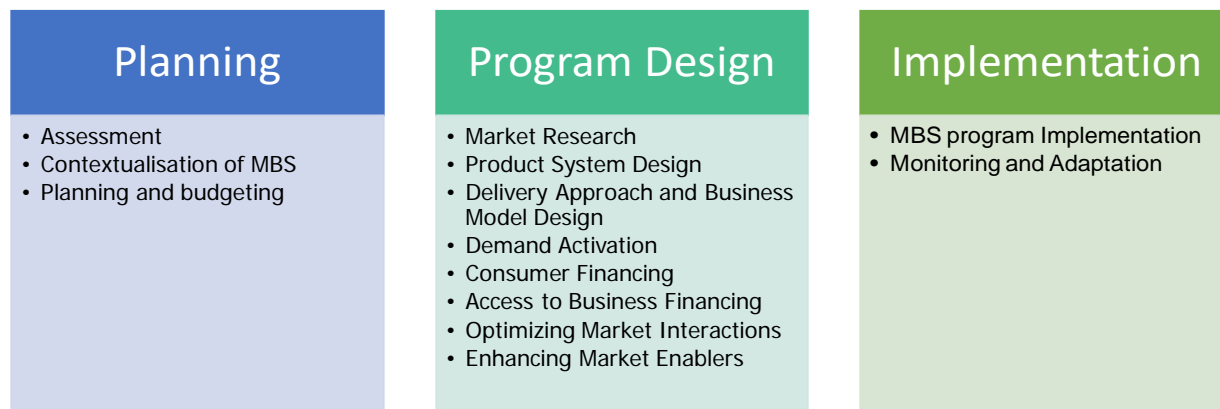 Planning
• Assessment
• Contextualisation of MBS
• Planning and budgeting
Program Design
• Market Research
• Product System Design
• Delivery Approach and Business
Model Design
• Demand Activation
• Consumer Financing
• Access to Business Financing
• Optimizing Market Interactions
• Enhancing Market Enablers
Implementation
• MBS program Implementation
• Monitoring and Adaptation